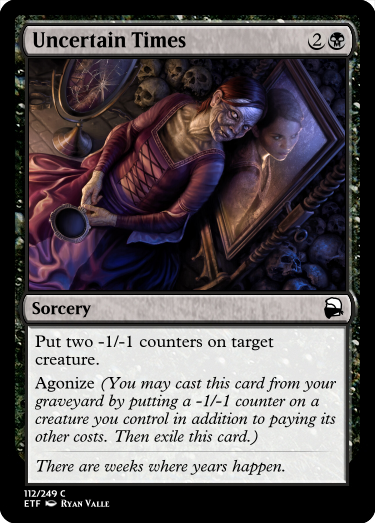 Uncertain Times 2
Sorcery
Put two -1/-1 counters on target
creature.
Agonize (You may cast this card from your
graveyard by putting a -1/-1 counter on a
creature you control in addition to paying its
other costs. Then exile this card.)
There are weeks where years happen.
112/249 C
ETF RYAN VALLE